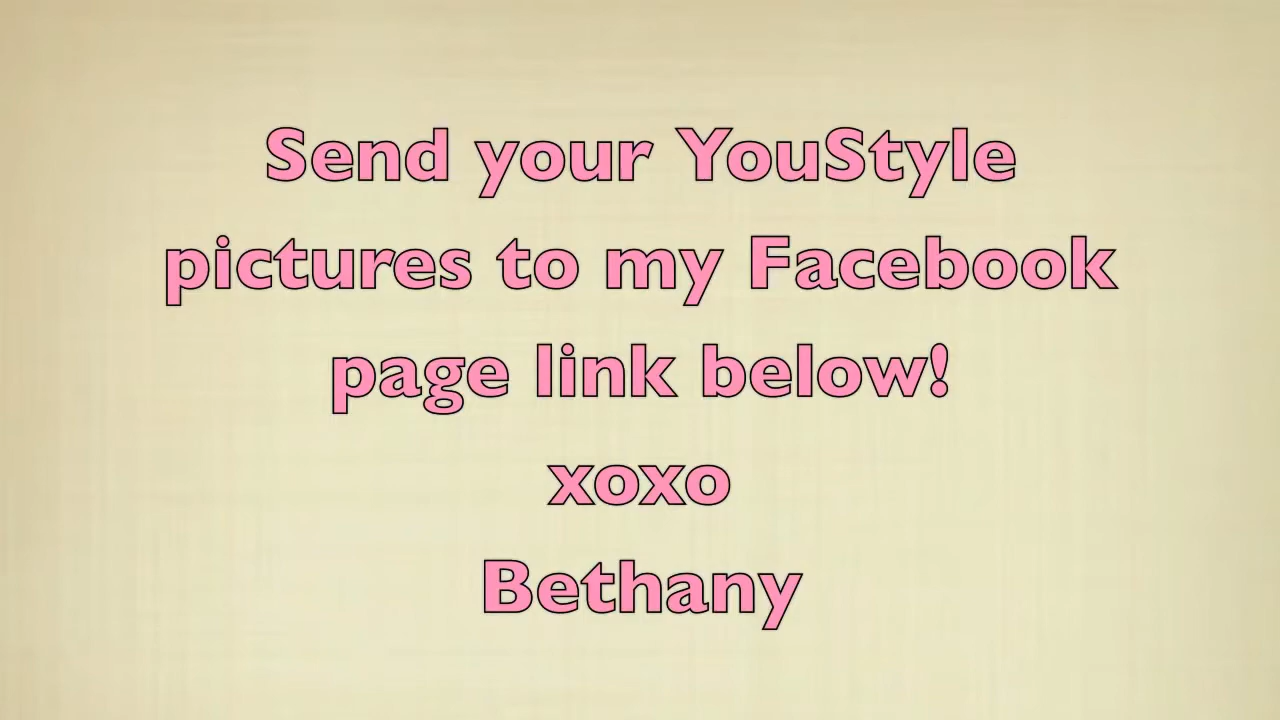 Send your YouStyle
pictures to my Facebook
page link below!
xoxo
Bethany